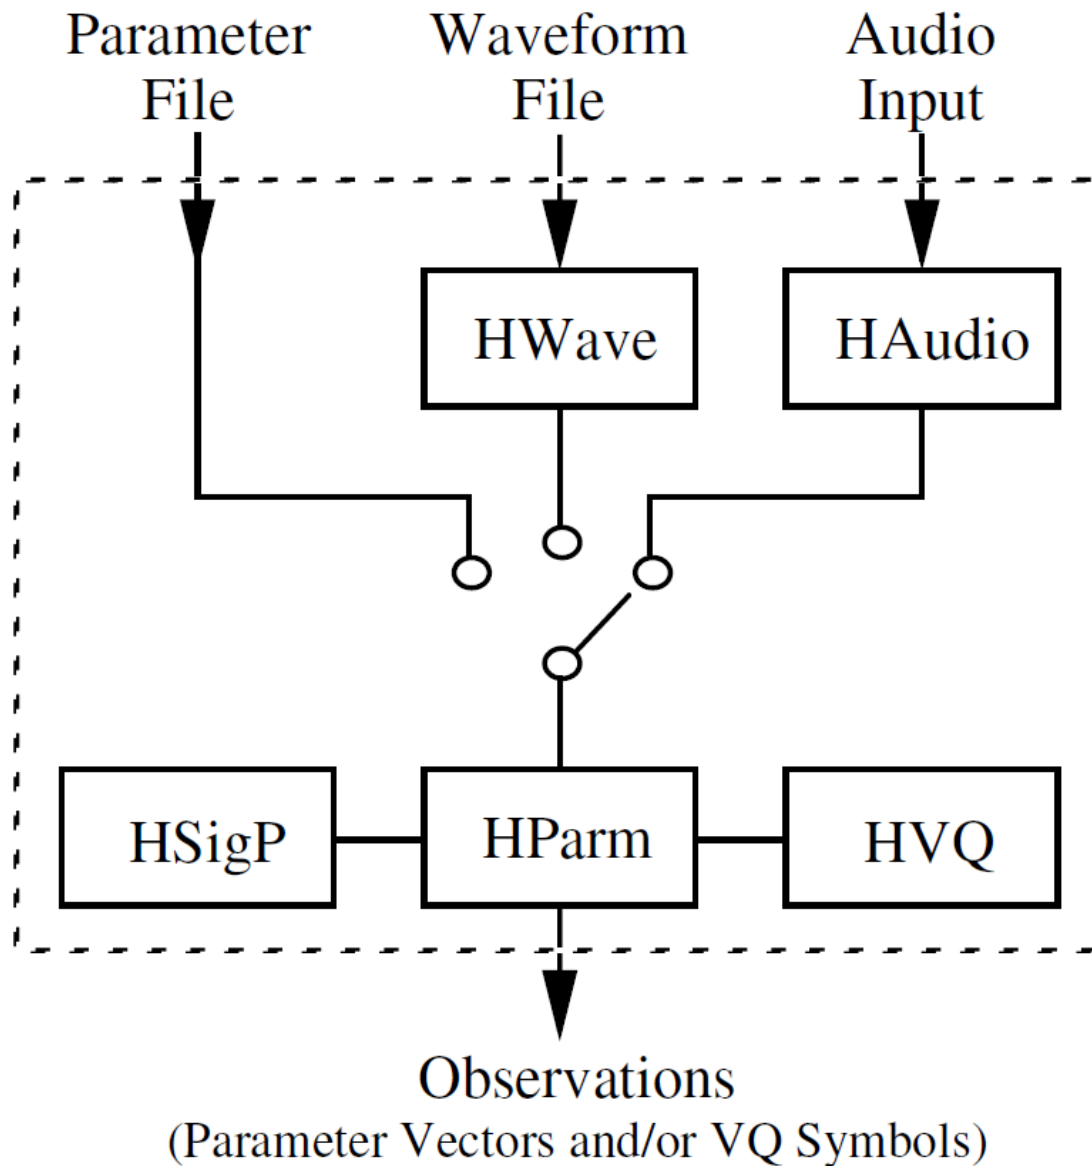 Parameter
File
Waveform
File
Audio
Input
HWave
HAudio
HSigP
HParm
HVQ
Observations
(Parameter Vectors and/or VQ Symbols)